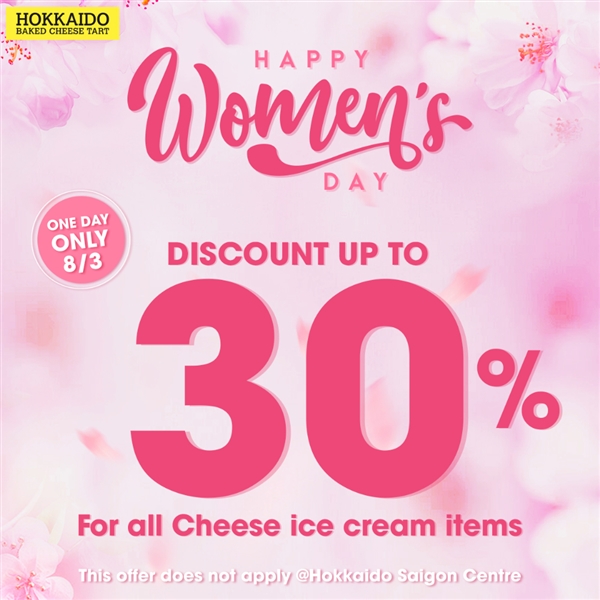 HOKKAIDO
BAKED CHEESE TART
HAPPY
Women's
DAY
ONE DAY
ONLY
8/3
DISCOUNT UP TO
30%
For all Cheese ice cream items
This offer does not apply @Hokkaido Saigon Centre